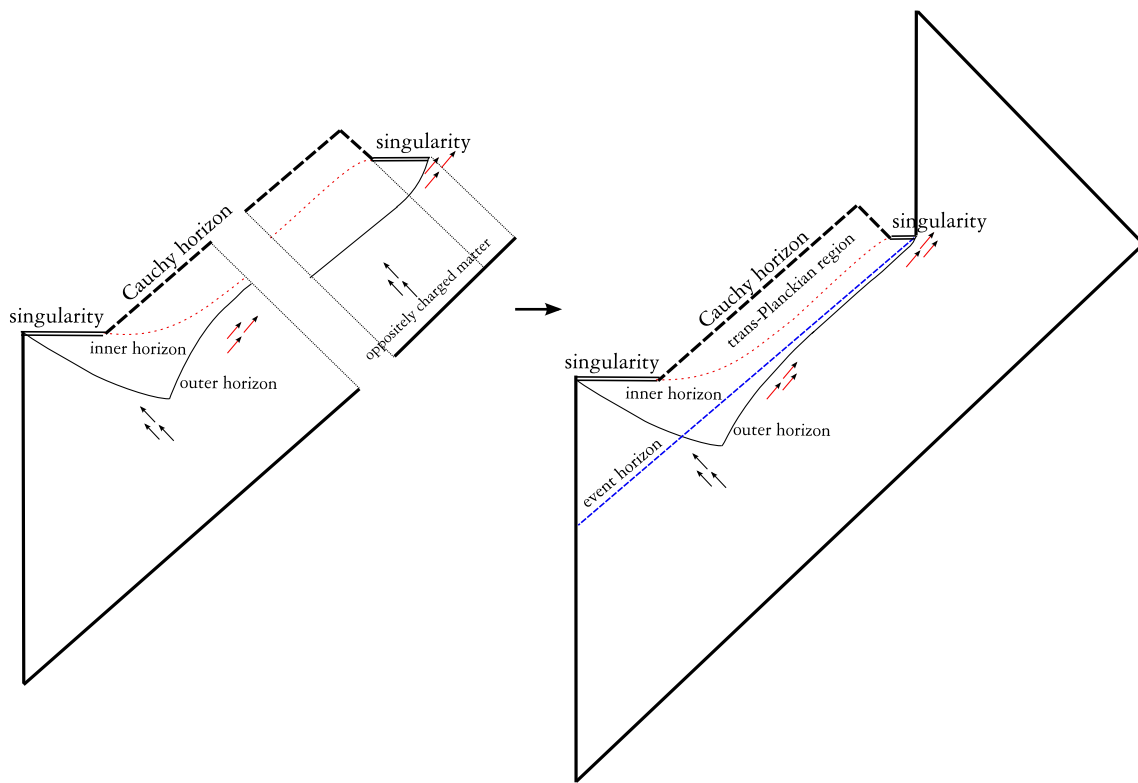 singularity
Cauchy horizon
singularity
inner horizon
outer horizon
oppositely charged matter
singularity
Cauchy horizon
trans-Planckian region
singularity
inner horizon
outer horizon
event horizon